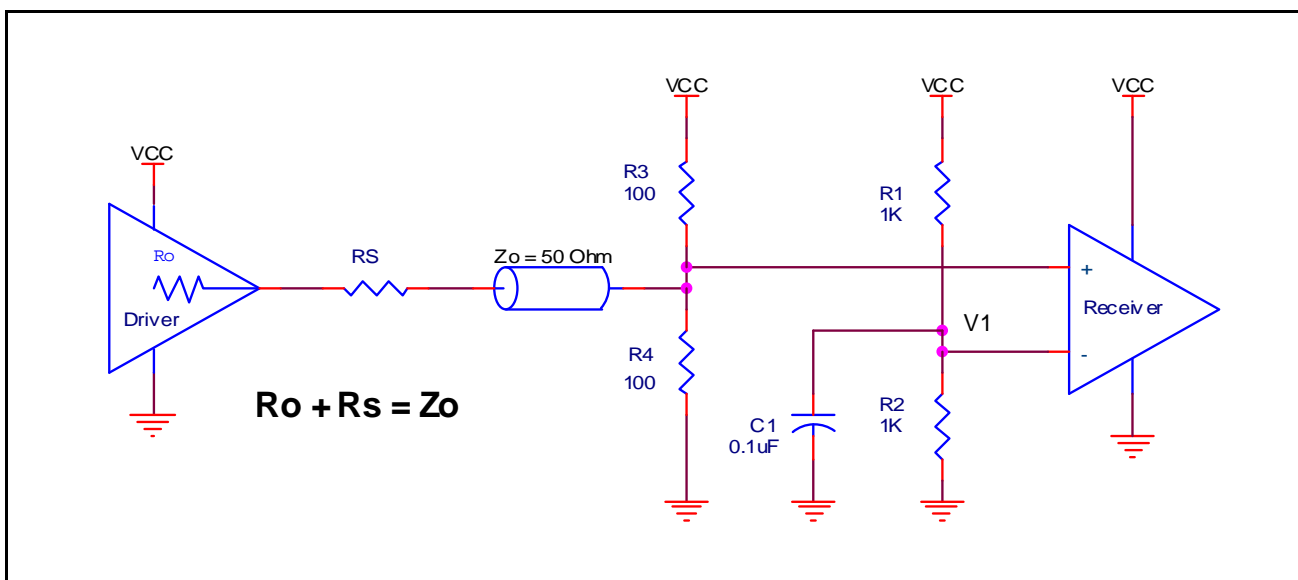 VCC
VCC
VCC
VCC
R3
100
R1
1K
Ro
RS
Zo = 50 Ohm
+
Driver
Receiver
V1
-
R4
100
Ro + Rs = Zo
C1
0.1uF
R2
1K